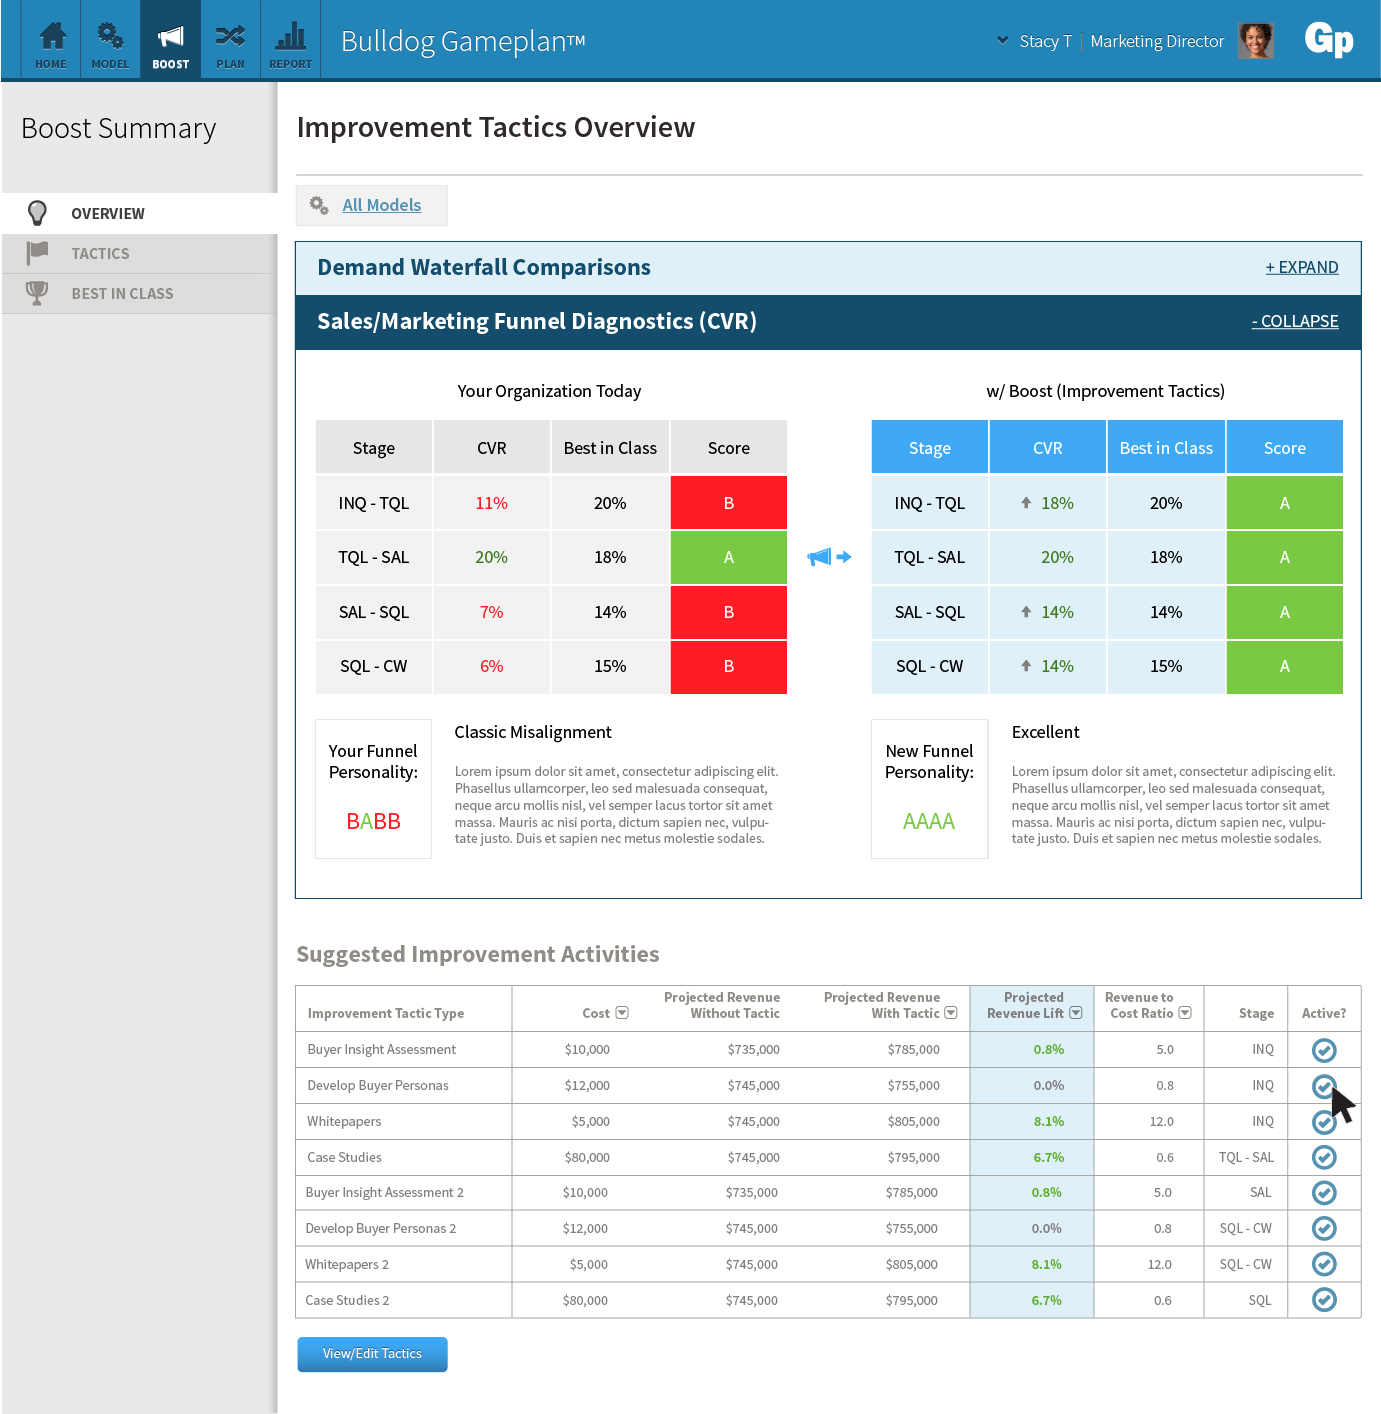 HOME MODEL BOOST PLAN REPORT Bulldog Gameplan™ Stacy T Marketing Director Gp
Boost Summary
OVERVIEW
TACTICS
BEST IN CLASS
Improvement Tactics Overview
All Models
Demand Waterfall Comparisons + EXPAND
Sales/Marketing Funnel Diagnostics (CVR) - COLLAPSE
Your Organization Today
Stage CVR Best in Class Score
INQ - TQL 11% 20% B
TQL - SAL 20% 18% A
SAL - SQL 7% 14% B
SQL - CW 6% 15% B
Your Funnel
Personality:
BABB
Classic Misalignment
Lorem ipsum dolor sit amet, consectetur adipiscing elit.
Phasellus ullamcorper, leo sed malesuada consequat,
neque arcu mollis nisl, vel semper lacus tortor sit amet
massa. Mauris ac nisi porta, dictum sapien nec, vulpu-
tate justo. Duis et sapien nec metus molestie sodales.
w/ Boost (Improvement Tactics)
Stage CVR Best in Class Score
INQ - TQL 18% 20% A
TQL - SAL 20% 18% A
SAL - SQL 14% 14% A
SQL - CW 14% 15% A
New Funnel
Personality:
AAAA
Excellent
Lorem ipsum dolor sit amet, consectetur adipiscing elit.
Phasellus ullamcorper, leo sed malesuada consequat,
neque arcu mollis nisl, vel semper lacus tortor sit amet
massa. Mauris ac nisi porta, dictum sapien nec, vulpu-
tate justo. Duis et sapien nec metus molestie sodales.
Suggested Improvement Activities
Improvement Tactic Type Cost Projected Revenue Without Tactic Projected Revenue With Tactic Projected Revenue Lift Revenue to Cost Ratio Stage Active?
Buyer Insight Assessment $10,000 $735,000 $785,000 0.8% 5.0 INQ
Develop Buyer Personas $12,000 $745,000 $755,000 0.0% 0.8 INQ
Whitepapers $5,000 $745,000 $805,000 8.1% 12.0 INQ
Case Studies $80,000 $745,000 $795,000 6.7% 0.6 TQL - SAL
Buyer Insight Assessment 2 $10,000 $735,000 $785,000 0.8% 5.0 SAL
Develop Buyer Personas 2 $12,000 $745,000 $755,000 0.0% 0.8 SQL - CW
Whitepapers 2 $5,000 $745,000 $805,000 8.1% 12.0 SQL - CW
Case Studies 2 $80,000 $745,000 $795,000 6.7% 0.6 SQL
View/Edit Tactics